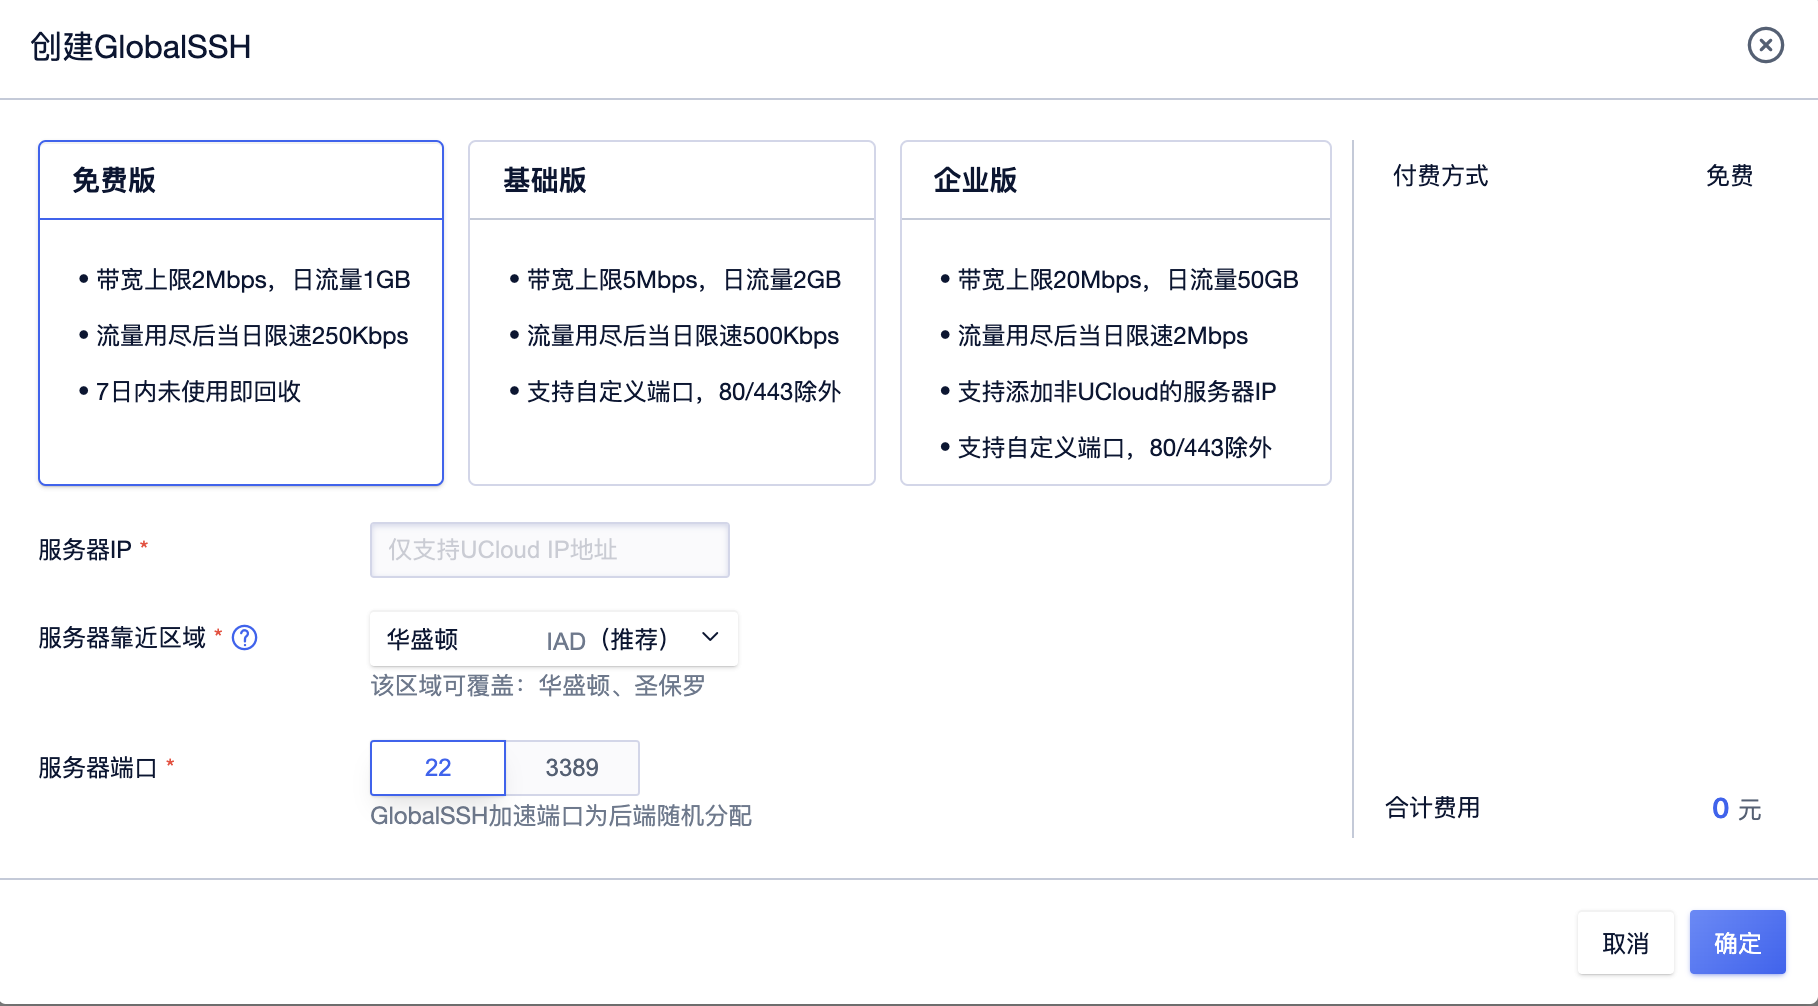 创建GlobalSSH
免费版
• 带宽上限2Mbps，日流量1GB
• 流量用尽后当日限速250Kbps
• 7日内未使用即回收
基础版
• 带宽上限5Mbps，日流量2GB
• 流量用尽后当日限速500Kbps
• 支持自定义端口，80/443除外
企业版
• 带宽上限20Mbps，日流量50GB
• 流量用尽后当日限速2Mbps
• 支持添加非UCloud的服务器IP
• 支持自定义端口，80/443除外
付费方式 免费
服务器IP *
仅支持UCloud IP地址
服务器靠近区域 * ?
华盛顿 IAD（推荐）
该区域可覆盖：华盛顿、圣保罗
服务器端口 *
22 3389
GlobalSSH加速端口为后端随机分配
合计费用 0 元
取消 确定